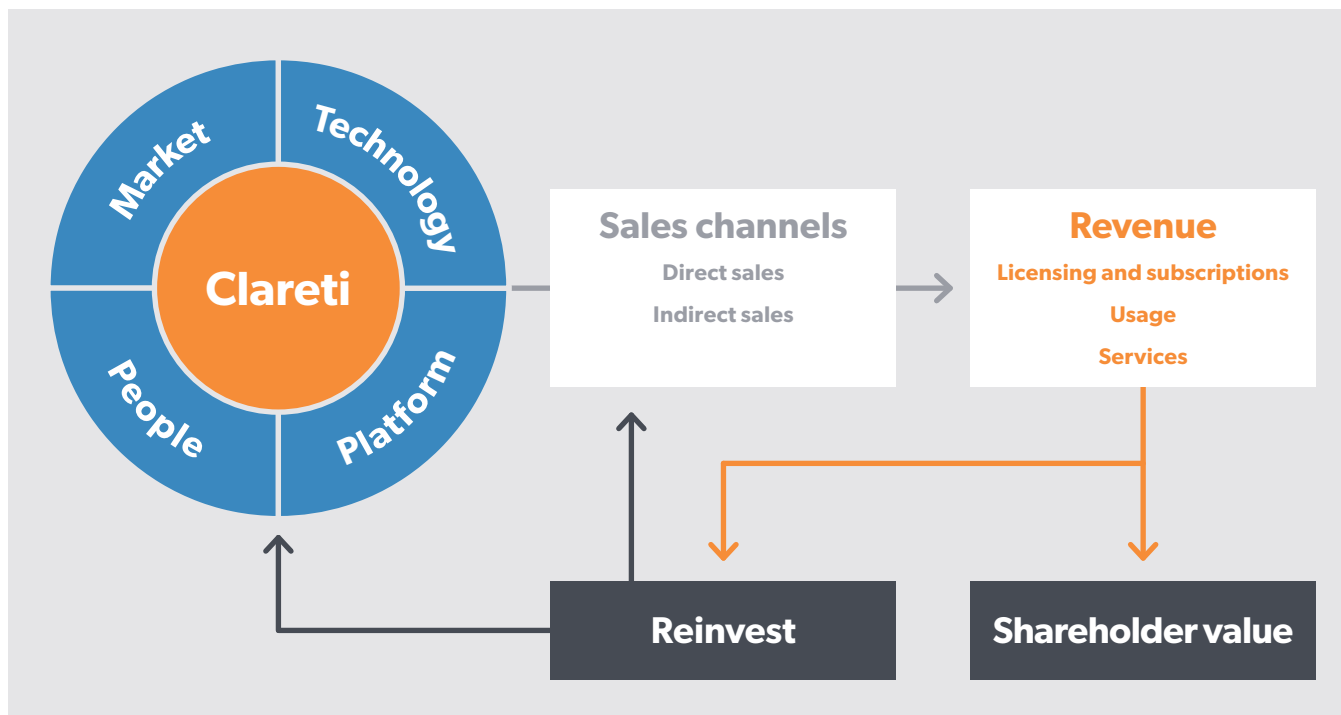 Market
Technology
Clareti
People
Platform
Sales channels
Direct sales
Indirect sales
Revenue
Licensing and subscriptions
Usage
Services
Reinvest
Shareholder value